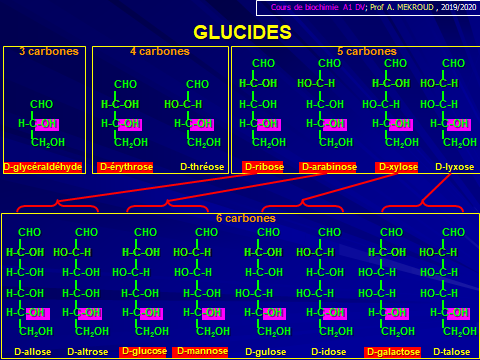 Cours de biochimie A1 DV; Prof A. MEKROUD , 2019/2020
GLUCIDES
3 carbones
CHO
H-C-OH
CH2OH
D-glycéraldéhyde
4 carbones
CHO CHO
H-C-OH HO-C-H
H-C-OH H-C-OH
CH2OH CH2OH
D-érythrose D-thréose
5 carbones
CHO CHO CHO CHO
H-C-OH HO-C-H H-C-OH HO-C-H
H-C-OH H-C-OH HO-C-H HO-C-H
H-C-OH H-C-OH H-C-OH H-C-OH
CH2OH CH2OH CH2OH CH2OH
D-ribose D-arabinose D-xylose D-lyxose
6 carbones
CHO CHO CHO CHO CHO CHO CHO CHO
H-C-OH HO-C-H H-C-OH HO-C-H H-C-OH HO-C-H H-C-OH HO-C-H
H-C-OH H-C-OH HO-C-H HO-C-H H-C-OH H-C-OH HO-C-H HO-C-H
H-C-OH H-C-OH H-C-OH H-C-OH HO-C-H HO-C-H HO-C-H HO-C-H
H-C-OH H-C-OH H-C-OH H-C-OH H-C-OH H-C-OH H-C-OH H-C-OH
CH2OH CH2OH CH2OH CH2OH CH2OH CH2OH CH2OH CH2OH
D-allose D-altrose D-glucose D-mannose D-gulose D-idose D-galactose D-talose